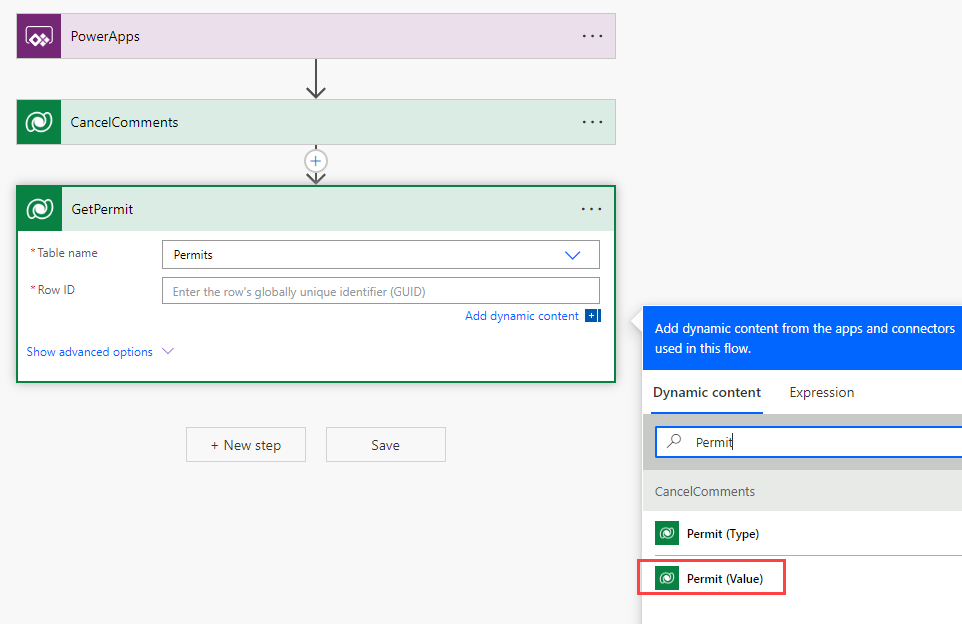 PowerApps
CancelComments
GetPermit
*Table name
Permits
*Row ID
Enter the row's globally unique identifier (GUID)
Add dynamic content
Show advanced options
+ New step
Save
Add dynamic content from the apps and connectors
used in this flow.
Dynamic content
Expression
Permit
CancelComments
Permit (Type)
Permit (Value)